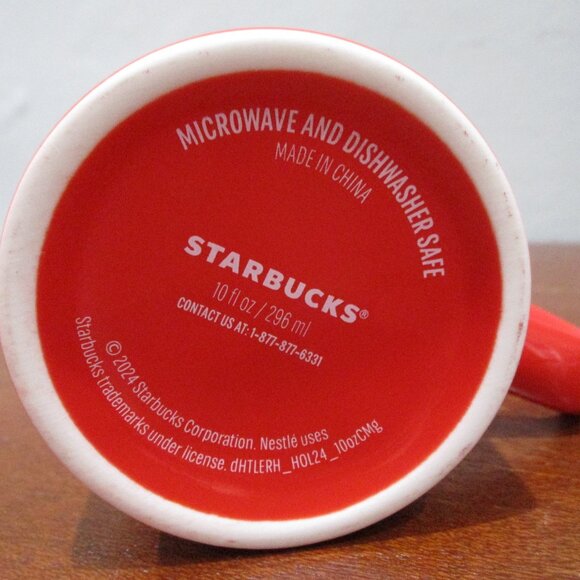 MICROWAVE AND DISHWASHER SAFE
MADE IN CHINA
STARBUCKS®
10 fl oz / 296 ml
CONTACT US AT: 1-877-877-6331
© 2024 Starbucks Corporation. Nestlé uses
Starbucks trademarks under license. dHTLERH_HOL24_10ozCMg